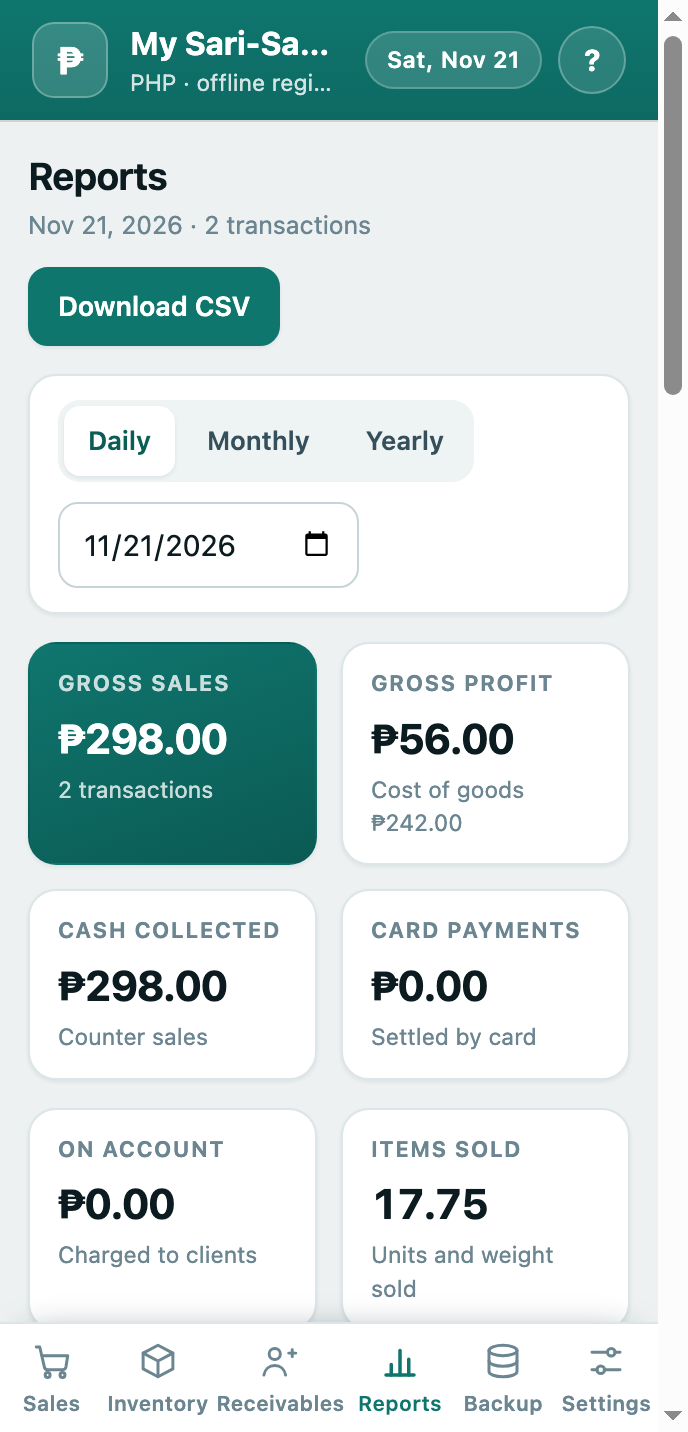 ₱
My Sari-Sa...
PHP · offline regi...
Sat, Nov 21
?
Reports
Nov 21, 2026 · 2 transactions
Download CSV
Daily
Monthly
Yearly
11/21/2026
GROSS SALES
₱298.00
2 transactions
GROSS PROFIT
₱56.00
Cost of goods
₱242.00
CASH COLLECTED
₱298.00
Counter sales
CARD PAYMENTS
₱0.00
Settled by card
ON ACCOUNT
₱0.00
Charged to clients
ITEMS SOLD
17.75
Units and weight
sold
Sales
Inventory
Receivables
Reports
Backup
Settings